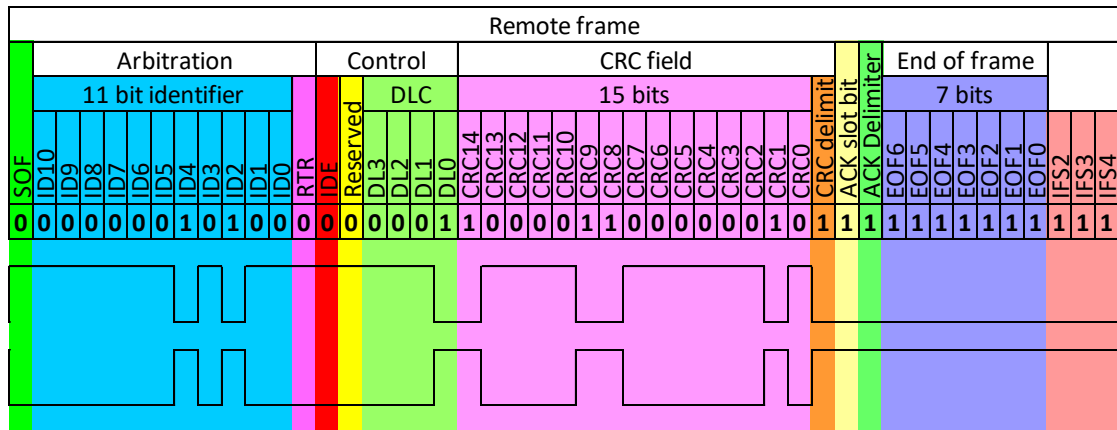 Remote frame
Arbitration Control CRC field End of frame
11 bit identifier DLC 15 bits 7 bits
SOF ID10 ID9 ID8 ID7 ID6 ID5 ID4 ID3 ID2 ID1 ID0 RTR IDE Reserved DL3 DL2 DL1 DL0 CRC14 CRC13 CRC12 CRC11 CRC10 CRC9 CRC8 CRC7 CRC6 CRC5 CRC4 CRC3 CRC2 CRC1 CRC0 CRC delimit ACK slot bit ACK Delimiter EOF6 EOF5 EOF4 EOF3 EOF2 EOF1 EOF0 IFS2 IFS3 IFS4
0 0 0 0 0 0 0 1 0 1 0 0 0 0 0 0 0 0 1 1 0 0 0 0 1 1 0 0 0 0 0 0 1 0 1 1 1 1 1 1 1 1 1 1 1 1 1